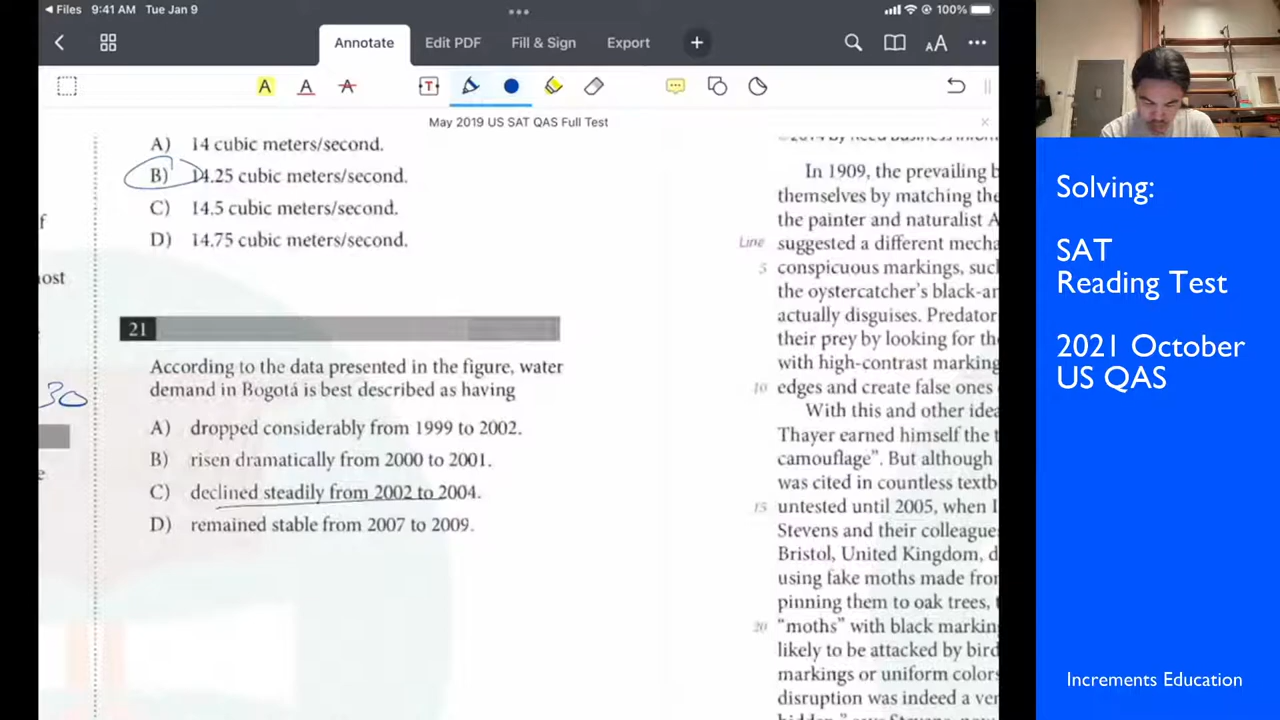 Files 9:41 AM Tue Jan 9
100%
Annotate
Edit PDF
Fill & Sign
Export
AA
A
A
A
T
May 2019 US SAT QAS Full Test
A) 14 cubic meters/second.
B) 14.25 cubic meters/second.
C) 14.5 cubic meters/second.
D) 14.75 cubic meters/second.
f
ost
30
e
21
According to the data presented in the figure, water
demand in Bogotá is best described as having
A) dropped considerably from 1999 to 2002.
B) risen dramatically from 2000 to 2001.
C) declined steadily from 2002 to 2004.
D) remained stable from 2007 to 2009.
In 1909, the prevailing b
themselves by matching the
the painter and naturalist A
Line suggested a different mecha
5 conspicuous markings, suc
the oystercatcher's black-an
actually disguises. Predator
their prey by looking for th
with high-contrast marking
10 edges and create false ones
With this and other idea
Thayer earned himself the t
camouflage”. But although
was cited in countless textb
15 untested until 2005, when I
Stevens and their colleague
Bristol, United Kingdom, d
using fake moths made from
pinning them to oak trees, t
20 “moths” with black markin
likely to be attacked by bird
markings or uniform colors
disruption was indeed a ver
Solving:
SAT
Reading Test
2021 October
US QAS
Increments Education